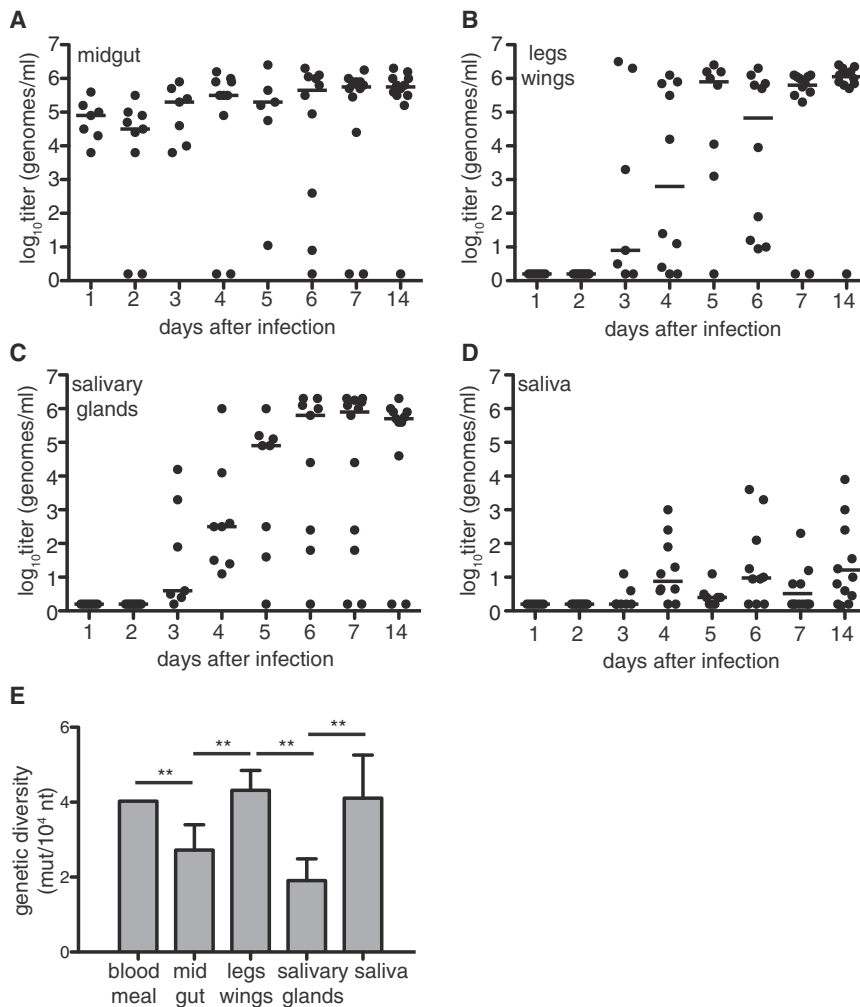 A
midgut
7
6
5
4
3
2
1
0
log10titer (genomes/ml)
1 2 3 4 5 6 7 14
days after infection
B
legs
wings
7
6
5
4
3
2
1
0
log10titer (genomes/ml)
1 2 3 4 5 6 7 14
days after infection
C
salivary
glands
7
6
5
4
3
2
1
0
log10titer (genomes/ml)
1 2 3 4 5 6 7 14
days after infection
D
saliva
7
6
5
4
3
2
1
0
log10titer (genomes/ml)
1 2 3 4 5 6 7 14
days after infection
E
6
4
2
0
genetic diversity
(mut/10⁴ nt)
** ** ** **
blood mid legs salivary saliva
meal gut wings glands